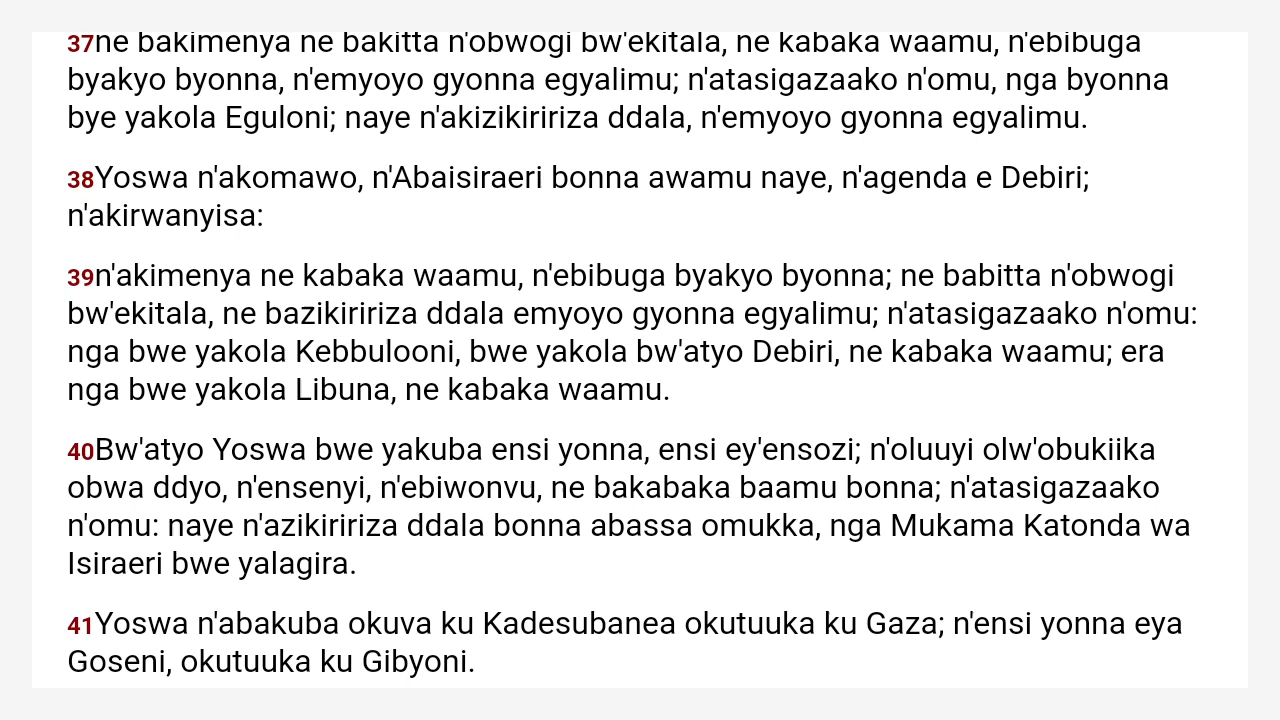 37ne bakimenya ne bakitta n'obwogi bw'ekitala, ne kabaka waamu, n'ebibuga
byakyo byonna, n'emyoyo gyonna egyalimu; n'atasigazaako n'omu, nga byonna
bye yakola Eguloni; naye n'akizikiririza ddala, n'emyoyo gyonna egyalimu.
38Yoswa n'akomawo, n'Abaisiraeri bonna awamu naye, n'agenda e Debiri;
n'akirwanyisa:
39n'akimenya ne kabaka waamu, n'ebibuga byakyo byonna; ne babitta n'obwogi
bw'ekitala, ne bazikiririza ddala emyoyo gyonna egyalimu; n'atasigazaako n'omu:
nga bwe yakola Kebbulooni, bwe yakola bw'atyo Debiri, ne kabaka waamu; era
nga bwe yakola Libuna, ne kabaka waamu.
40Bw'atyo Yoswa bwe yakuba ensi yonna, ensi ey'ensozi; n'oluuyi olw'obukiika
obwa ddyo, n'ensenyi, n'ebiwonvu, ne bakabaka baamu bonna; n'atasigazaako
n'omu: naye n'azikiririza ddala bonna abassa omukka, nga Mukama Katonda wa
Isiraeri bwe yalagira.
41Yoswa n'abakuba okuva ku Kadesubanea okutuuka ku Gaza; n'ensi yonna eya
Goseni, okutuuka ku Gibyoni.